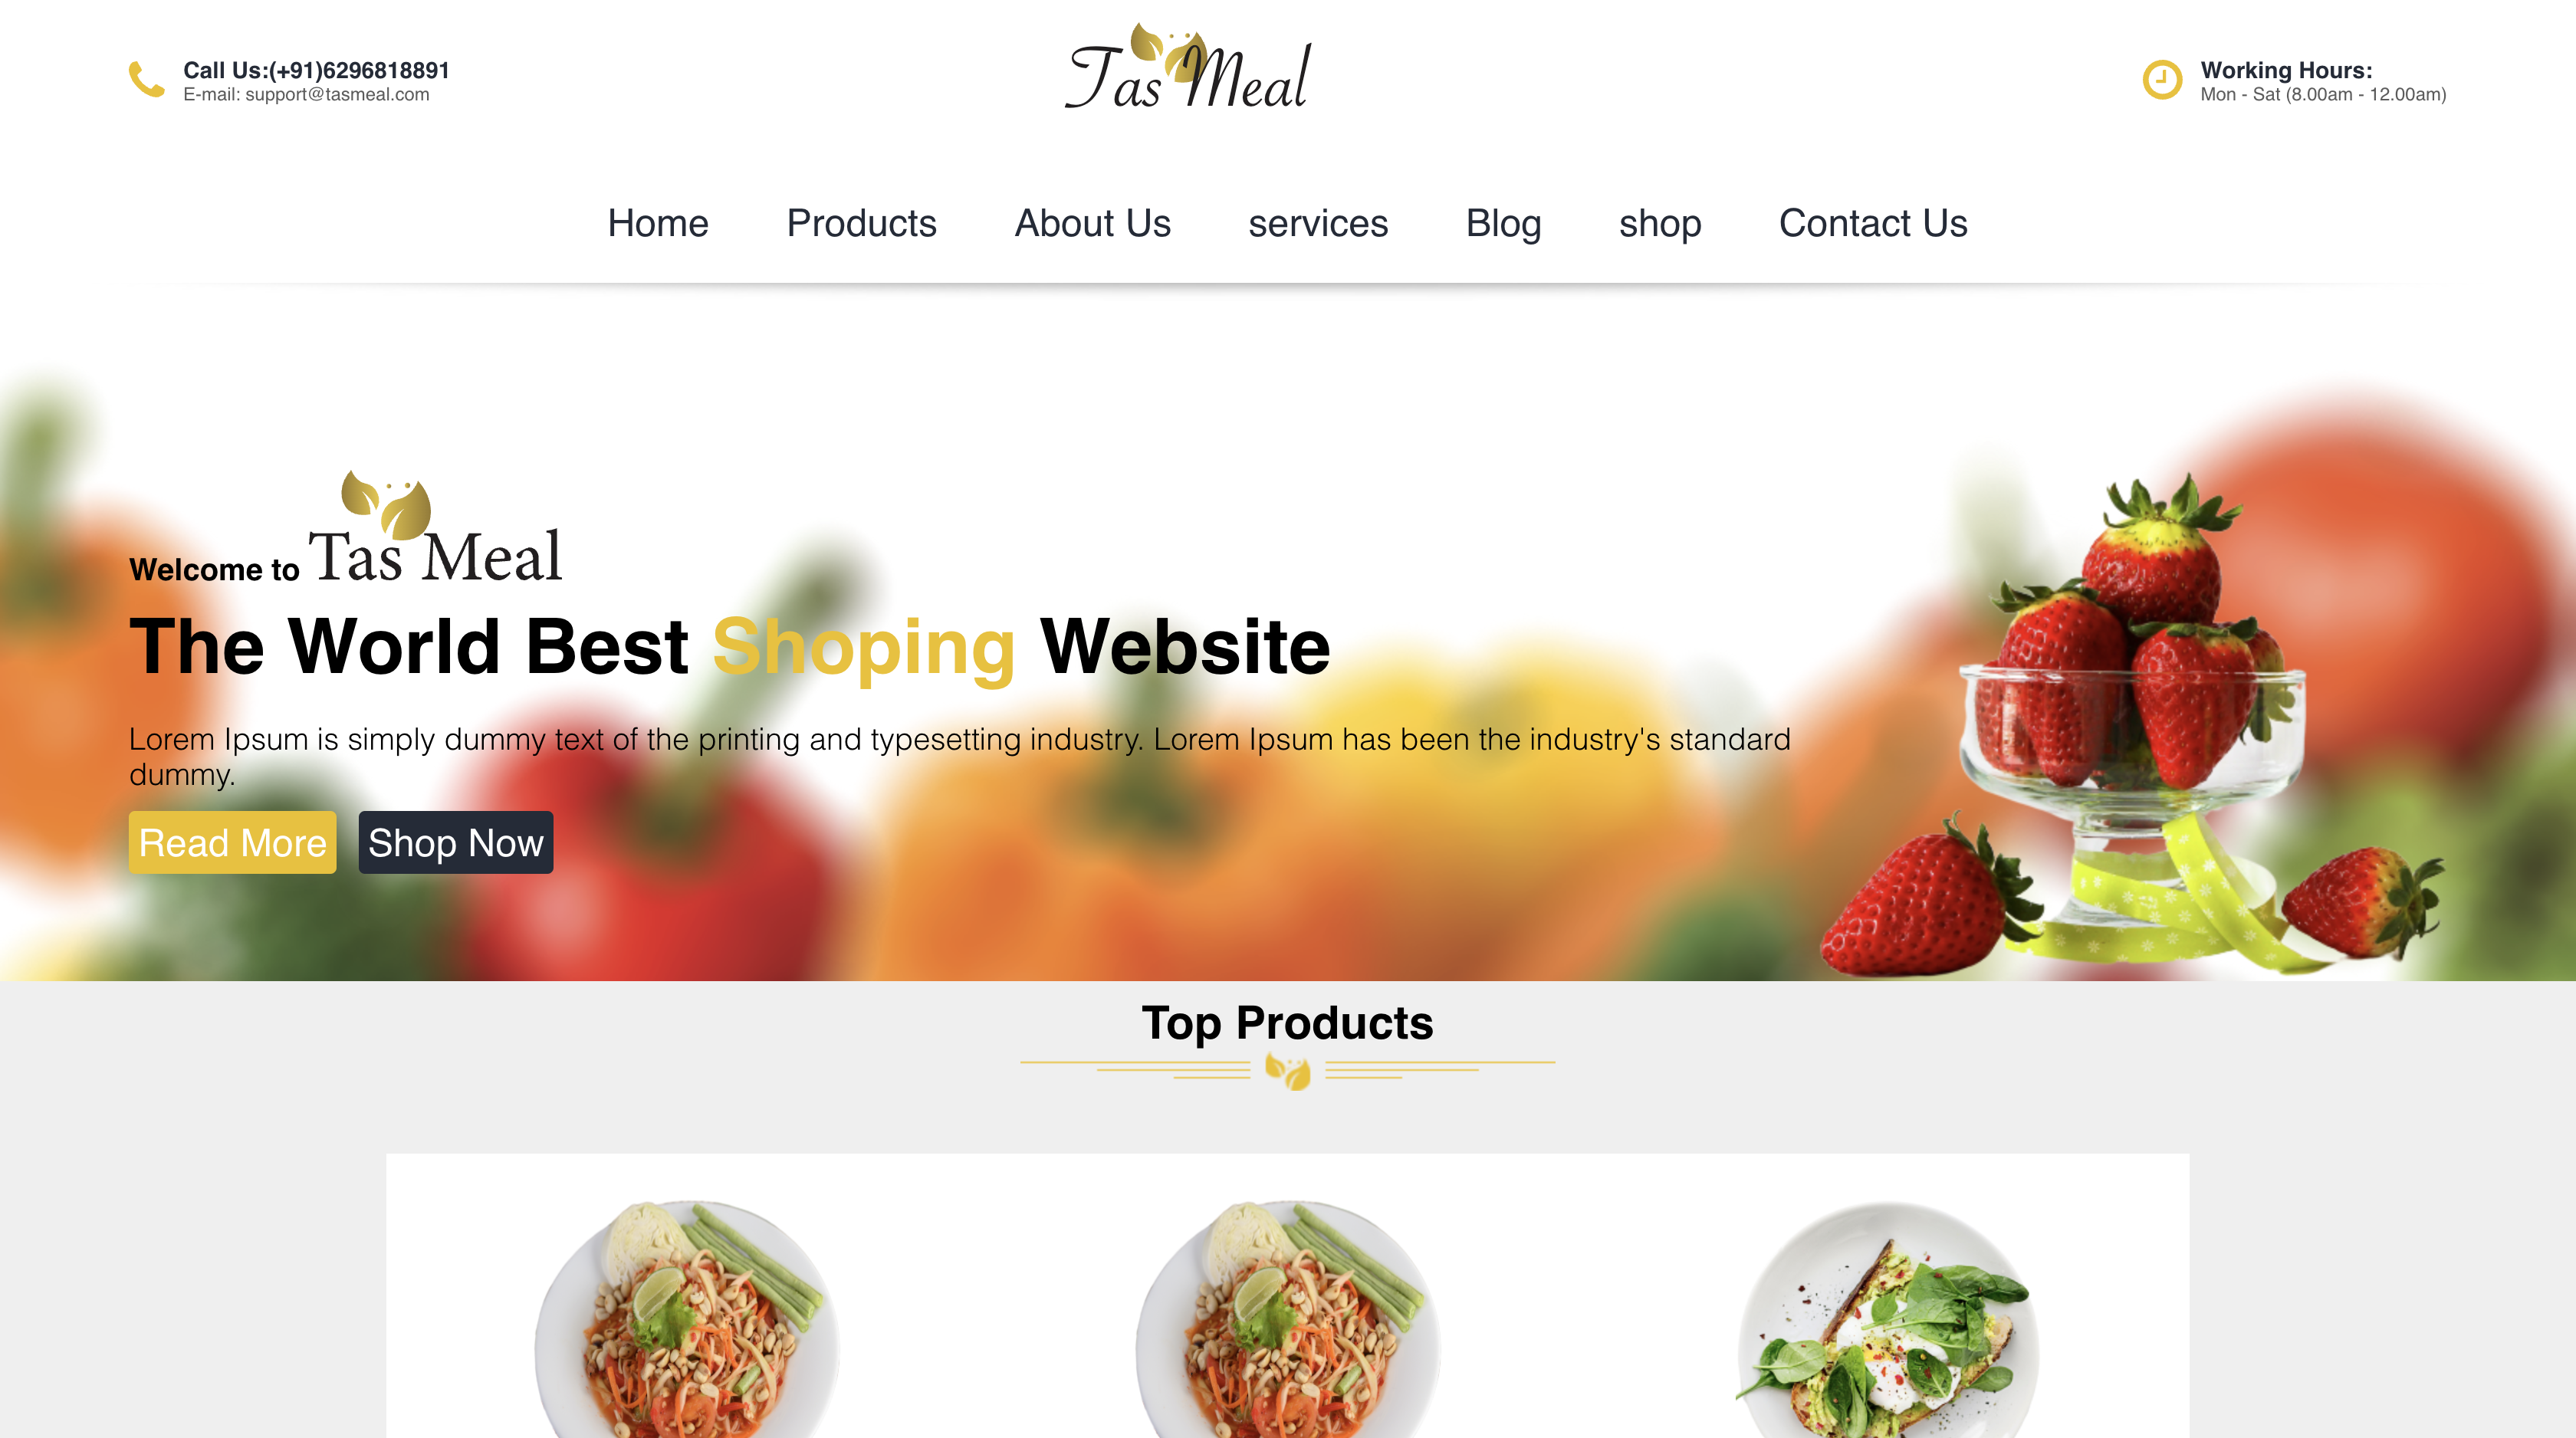 Call Us:(+91)6296818891
E-mail: support@tasmeal.com
Tas Meal
Working Hours:
Mon - Sat (8.00am - 12.00am)
Home Products About Us services Blog shop Contact Us
Welcome to Tas Meal
The World Best Shoping Website
Lorem Ipsum is simply dummy text of the printing and typesetting industry. Lorem Ipsum has been the industry's standard
dummy.
Read More Shop Now
Top Products